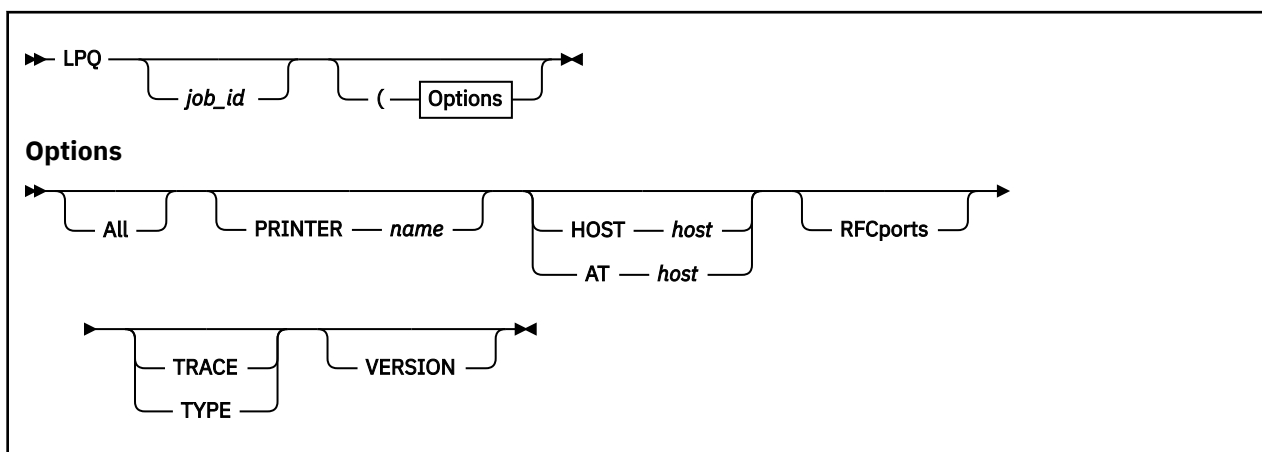 LPQ
job_id ( Options
Options
All PRINTER name HOST host RFCports
AT host
TRACE VERSION
TYPE